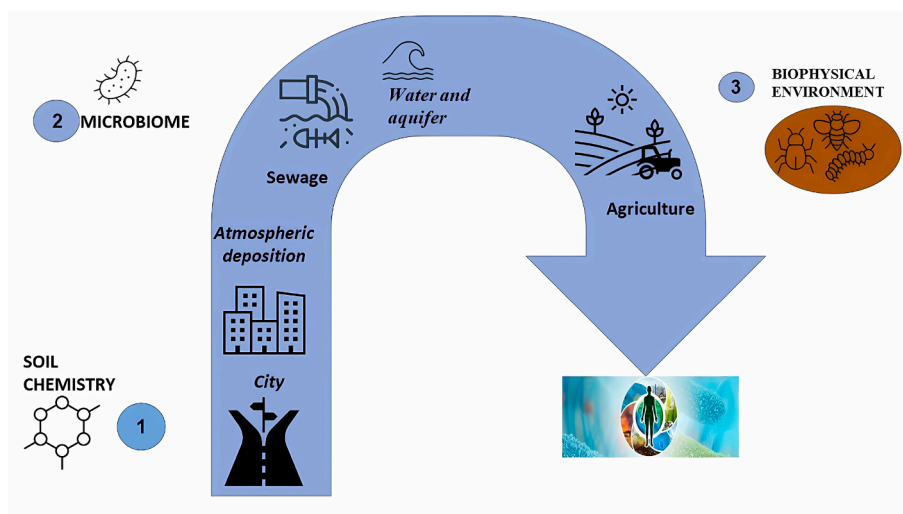 2 MICROBIOME
SOIL
CHEMISTRY
1
Water and
aquifer
Sewage
Atmospheric
deposition
City
Agriculture
3 BIOPHYSICAL
ENVIRONMENT